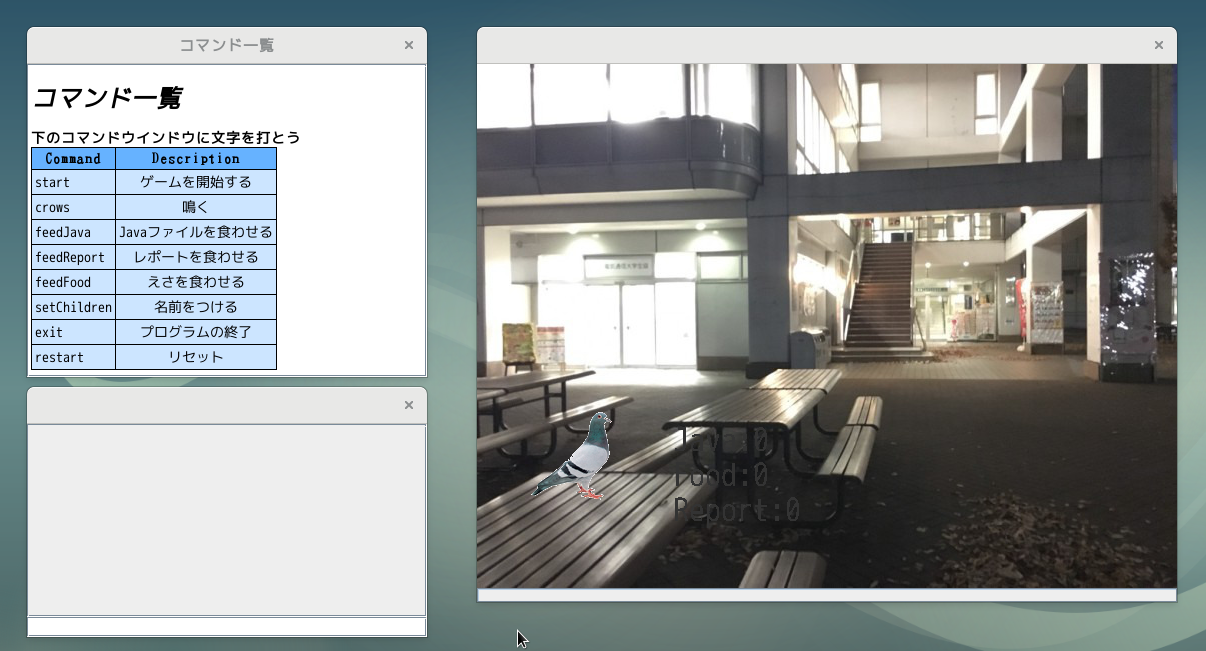 コマンド一覧
コマンド一覧
下のコマンドウインドウに文字を打とう
Command Description
start ゲームを開始する
crows 鳴く
feedJava Javaファイルを食わせる
feedReport レポートを食わせる
feedFood えさを食わせる
setChildren 名前をつける
exit プログラムの終了
restart リセット
Java:0
Food:0
Report:0